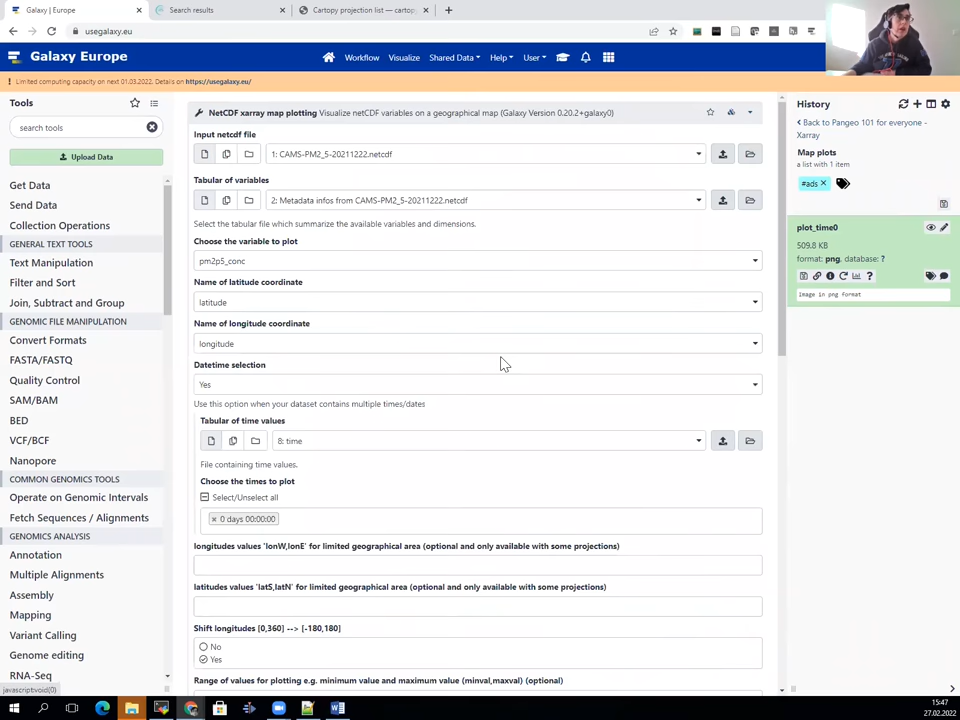 Galaxy | Europe
Search results
Cartopy projection list — cartop
usegalaxy.eu
Galaxy Europe
Workflow
Visualize
Shared Data
Help
User
Limited computing capacity on next 01.03.2022. Details on https://usegalaxy.eu/
Tools
search tools
Upload Data
Get Data
Send Data
Collection Operations
GENERAL TEXT TOOLS
Text Manipulation
Filter and Sort
Join, Subtract and Group
GENOMIC FILE MANIPULATION
Convert Formats
FASTA/FASTQ
Quality Control
SAM/BAM
BED
VCF/BCF
Nanopore
COMMON GENOMICS TOOLS
Operate on Genomic Intervals
Fetch Sequences / Alignments
GENOMICS ANALYSIS
Annotation
Multiple Alignments
Assembly
Mapping
Variant Calling
Genome editing
RNA-Seq
javascript:void(0)
NetCDF xarray map plotting Visualize netCDF variables on a geographical map (Galaxy Version 0.20.2+galaxy0)
Input netcdf file
1: CAMS-PM2_5-20211222.netcdf
Tabular of variables
2: Metadata infos from CAMS-PM2_5-20211222.netcdf
Select the tabular file which summarize the available variables and dimensions.
Choose the variable to plot
pm2p5_conc
Name of latitude coordinate
latitude
Name of longitude coordinate
longitude
Datetime selection
Yes
Use this option when your dataset contains multiple times/dates
Tabular of time values
8: time
File containing time values.
Choose the times to plot
Select/Unselect all
0 days 00:00:00
longitudes values 'lonW,lonE' for limited geographical area (optional and only available with some projections)
latitudes values 'latS,latN' for limited geographical area (optional and only available with some projections)
Shift longitudes [0,360] --> [-180,180]
No
Yes
Range of values for plotting e.g. minimum value and maximum value (minval,maxval) (optional)
History
Back to Pangeo 101 for everyone -
Xarray
Map plots
a list with 1 item
#ads
plot_time0
509.8 KB
format: png, database: ?
image in png format
15:47
27.02.2022